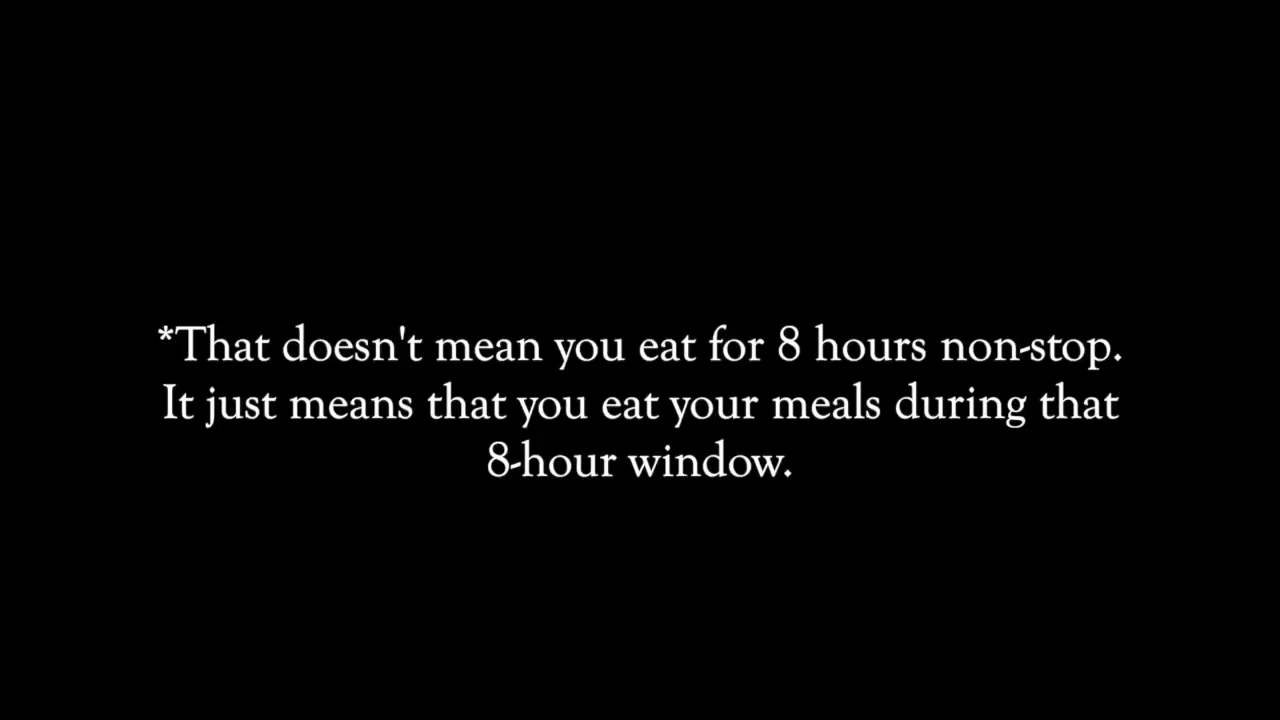 *That doesn't mean you eat for 8 hours non-stop.
It just means that you eat your meals during that
8-hour window.